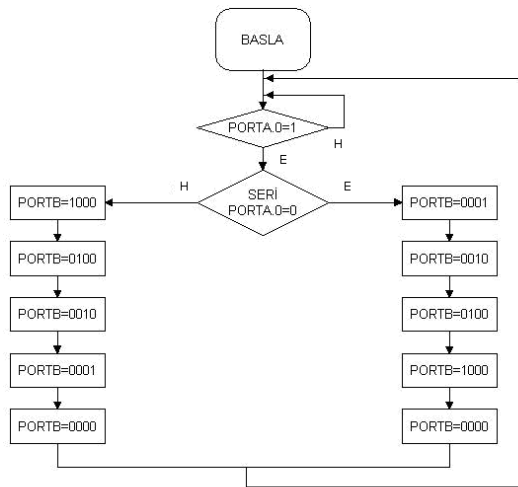 BASLA
PORTA.0=1
H
E
SERİ
PORTA.0=0
H
E
PORTB=1000
PORTB=0100
PORTB=0010
PORTB=0001
PORTB=0000
PORTB=0001
PORTB=0010
PORTB=0100
PORTB=1000
PORTB=0000